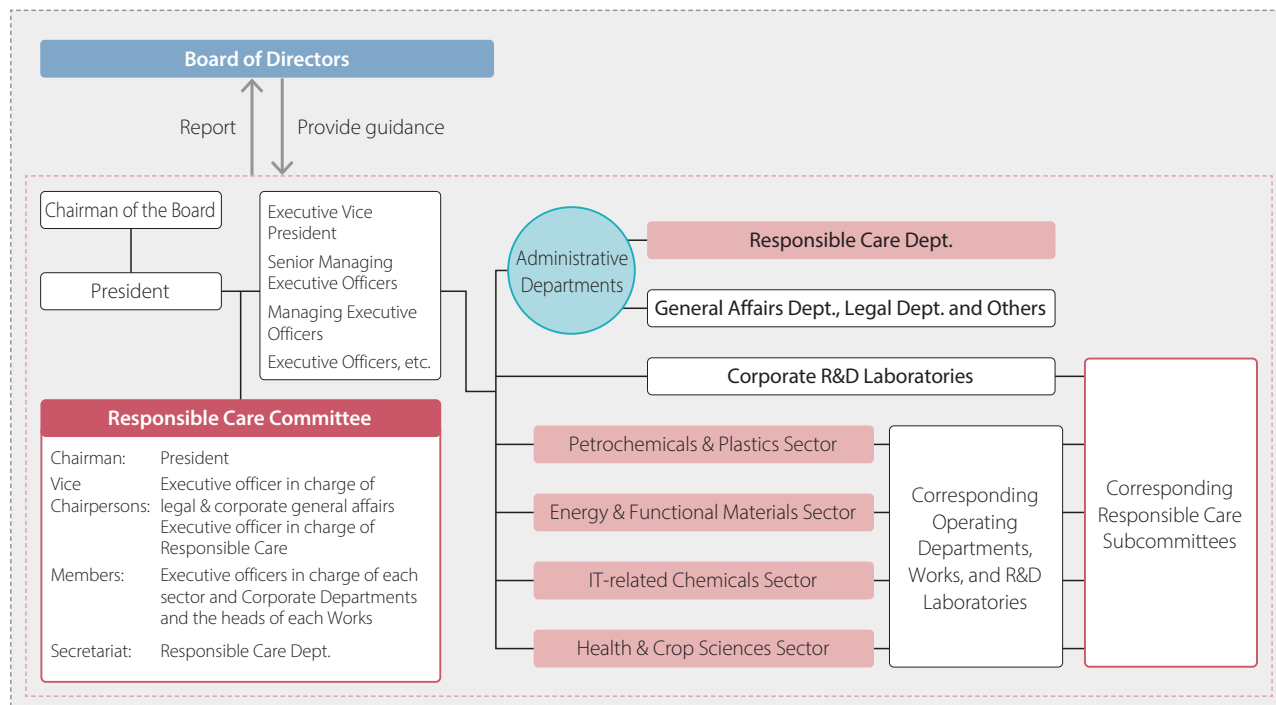 Board of Directors
Report
Provide guidance
Chairman of the Board
President
Executive Vice
President
Senior Managing
Executive Officers
Managing Executive
Officers
Executive Officers, etc.
Responsible Care Committee
Chairman: President
Vice Executive officer in charge of
Chairpersons: legal & corporate general affairs
Executive officer in charge of
Responsible Care
Members: Executive officers in charge of each
sector and Corporate Departments
and the heads of each Works
Secretariat: Responsible Care Dept.
Administrative
Departments
Responsible Care Dept.
General Affairs Dept., Legal Dept. and Others
Corporate R&D Laboratories
Petrochemicals & Plastics Sector
Energy & Functional Materials Sector
IT-related Chemicals Sector
Health & Crop Sciences Sector
Corresponding
Operating
Departments,
Works, and R&D
Laboratories
Corresponding
Responsible Care
Subcommittees